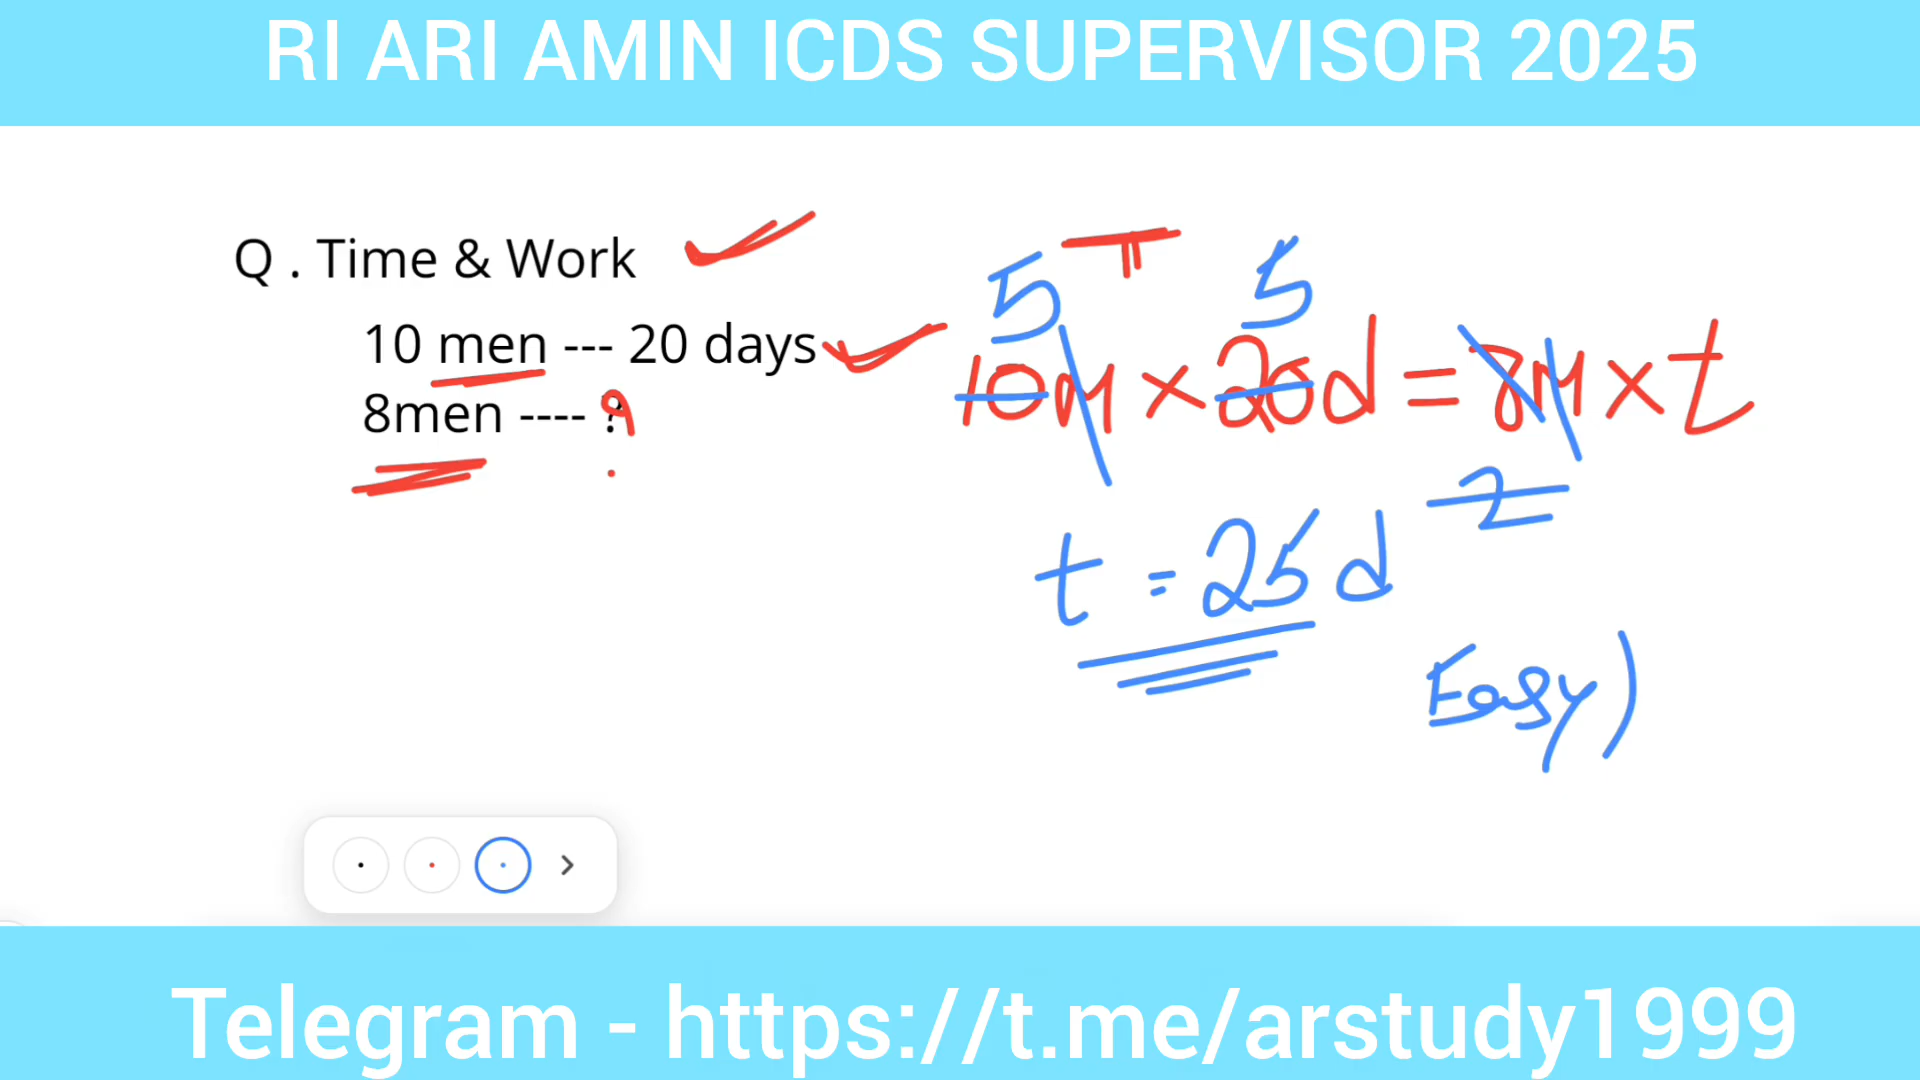 RI ARI AMIN ICDS SUPERVISOR 2025
Q . Time & Work
10 men --- 20 days
8men ---- ?
5 5
10M × 20d = 8M × t
2
t = 25d
Easy)
Telegram - https://t.me/arstudy1999